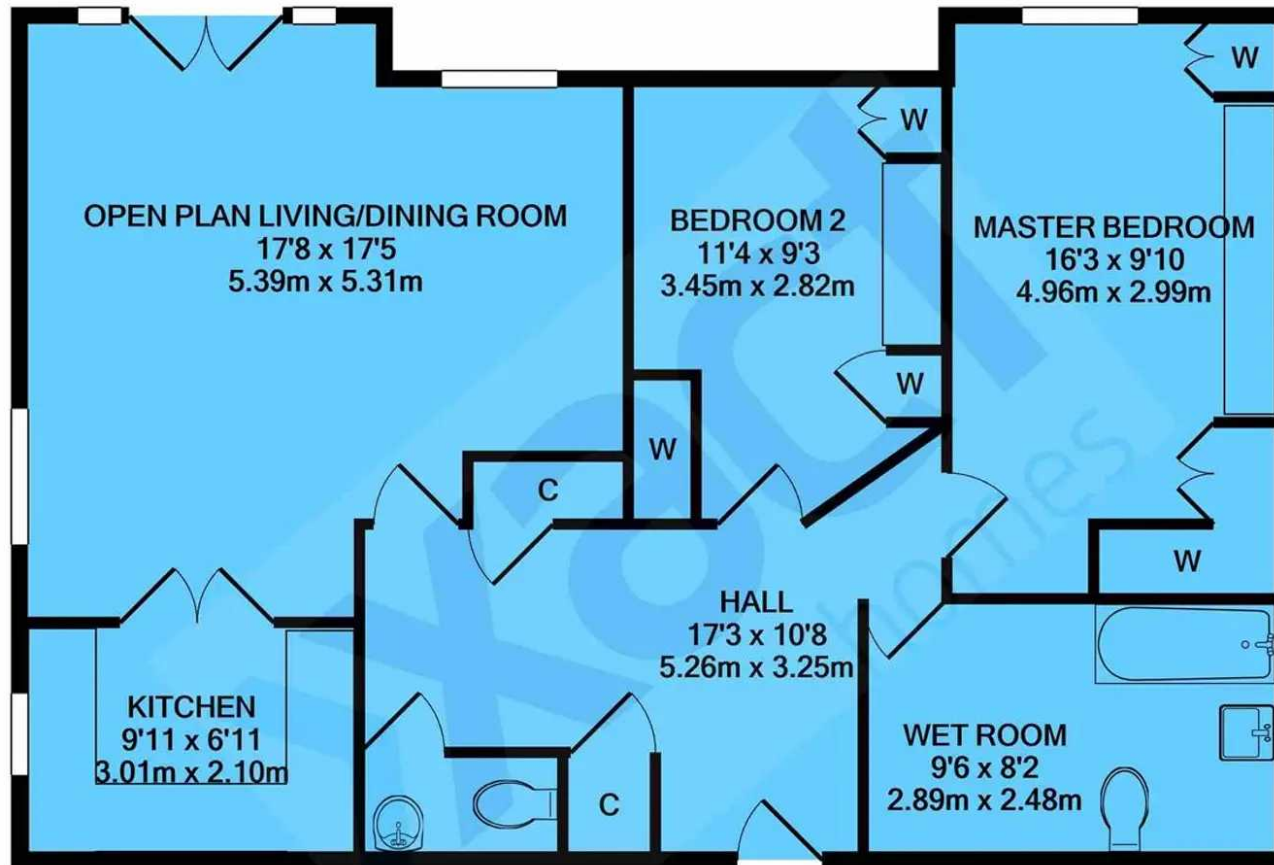 W
W
OPEN PLAN LIVING/DINING ROOM
17'8 x 17'5
5.39m x 5.31m
BEDROOM 2
11'4 x 9'3
3.45m x 2.82m
MASTER BEDROOM
16'3 x 9'10
4.96m x 2.99m
W
W
C
W
HALL
17'3 x 10'8
5.26m x 3.25m
KITCHEN
9'11 x 6'11
3.01m x 2.10m
WET ROOM
9'6 x 8'2
2.89m x 2.48m
C
xact
homes